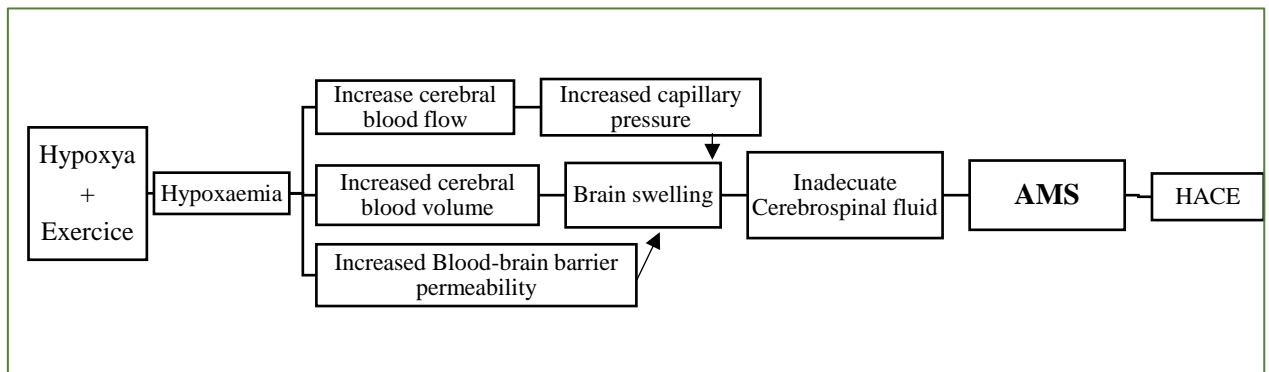 Hypoxya
+
Exercice
Hypoxaemia
Increase cerebral
blood flow
Increased capillary
pressure
Increased cerebral
blood volume
Brain swelling
Increased Blood-brain barrier
permeability
Inadecuate
Cerebrospinal fluid
AMS
HACE